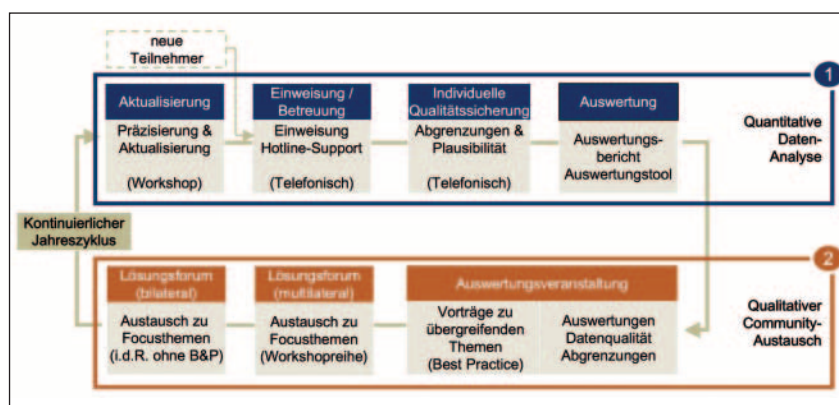 neue
Teilnehmer
1
Aktualisierung
Präzisierung &
Aktualisierung
(Workshop)
Einweisung /
Betreuung
Einweisung
Hotline-Support
(Telefonisch)
Individuelle
Qualitätssicherung
Abgrenzungen &
Plausibilität
(Telefonisch)
Auswertung
Auswertungs-
bericht
Auswertungstool
Quantitative
Daten-
Analyse
Kontinuierlicher
Jahreszyklus
2
Lösungsforum
(bilateral)
Austausch zu
Focusthemen
(i.d.R. ohne B&P)
Lösungsforum
(multilateral)
Austausch zu
Focusthemen
(Workshopreihe)
Auswertungsveranstaltung
Vorträge zu
übergreifenden
Themen
(Best Practice)
Auswertungen
Datenqualität
Abgrenzungen
Qualitativer
Community-
Austausch